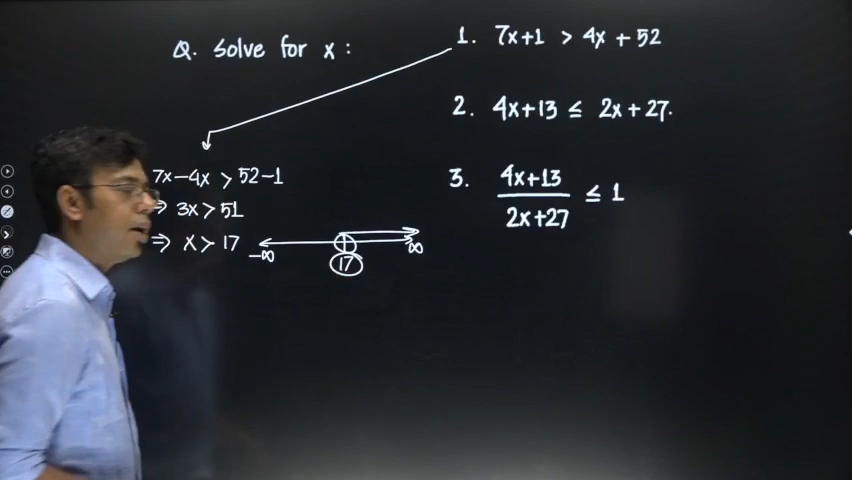 Q. Solve for x :
1. 7x+1 > 4x + 52
2. 4x+13 ≤ 2x+27.
3. 4x+13
2x+27
≤ 1
7x-4x > 52-1
⇒ 3x > 51
⇒ x > 17
-∞ 17 ∞